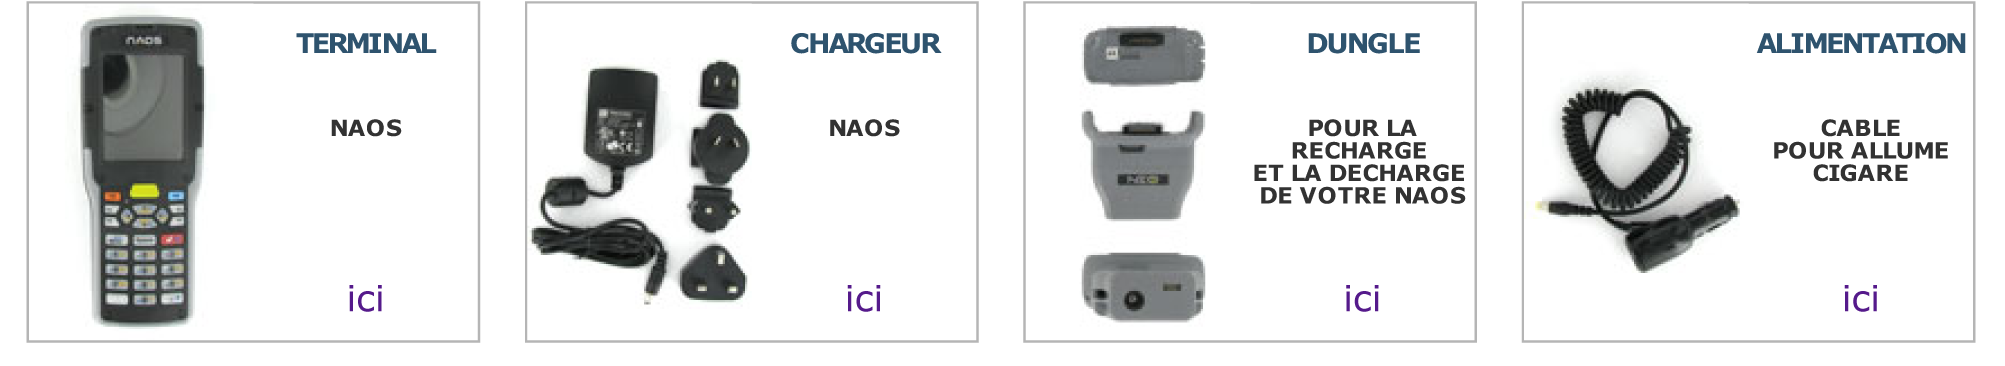 TERMINAL
NAOS
ici
NAOS
CHARGEUR
NAOS
ici
DUNGLE
POUR LA
RECHARGE
ET LA DECHARGE
DE VOTRE NAOS
ici
ALIMENTATION
CABLE
POUR ALLUME
CIGARE
ici